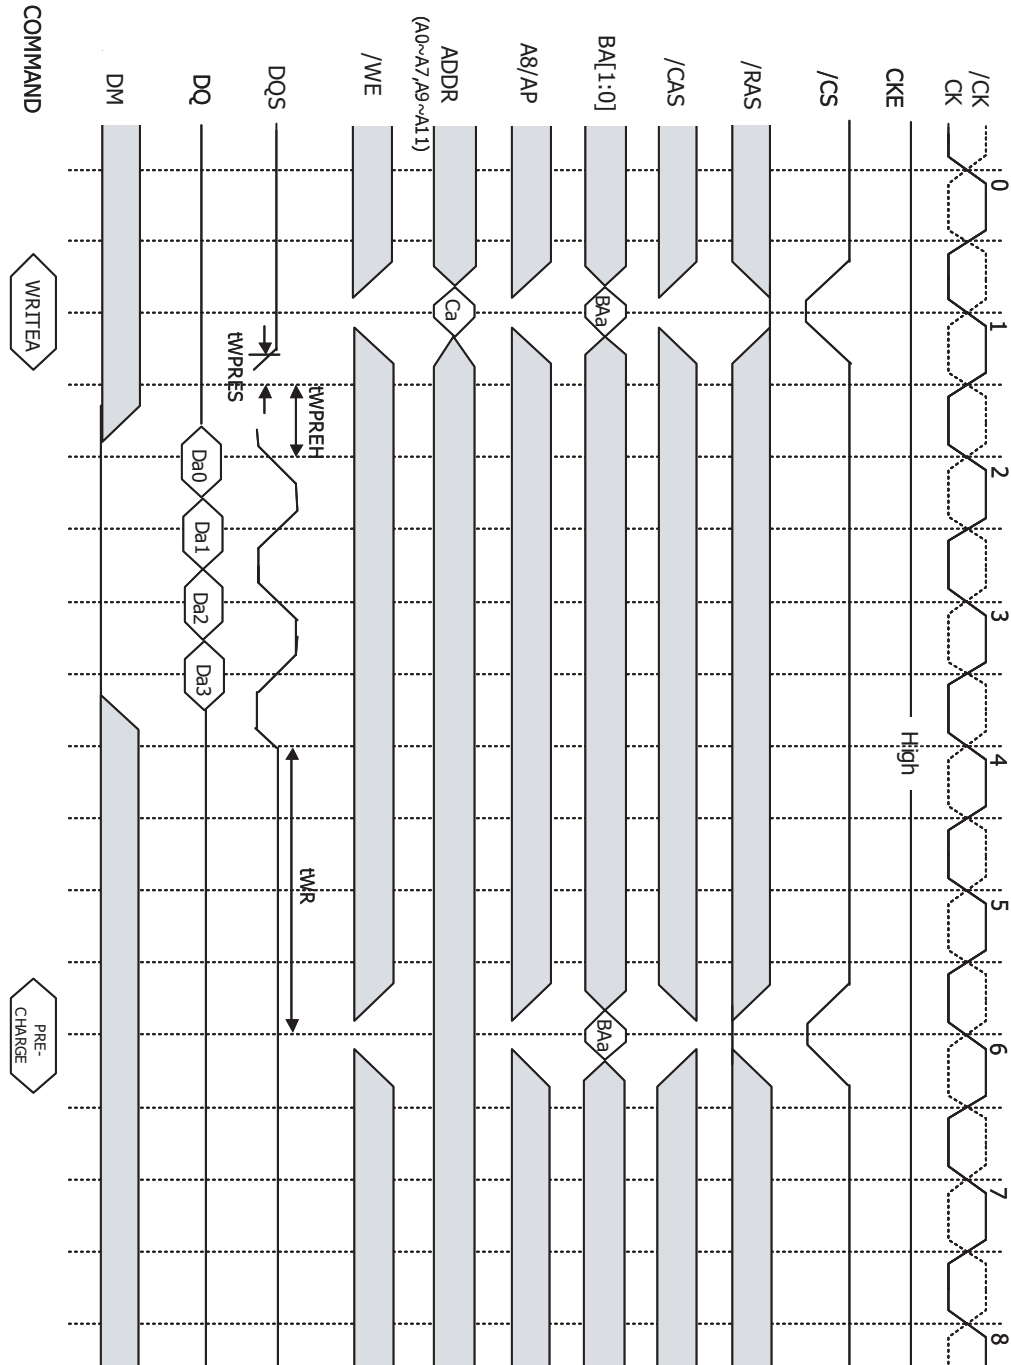 0
1
2
3
4
5
6
7
8
/CK
CK
CKE
High
/CS
/RAS
/CAS
BA[1:0]
BAa
BAa
A8/AP
ADDR
(A0~A7,A9~A11)
Ca
/WE
tWPREH
tWR
DQS
tWPRES
DQ
Da0
Da1
Da2
Da3
DM
COMMAND
WRITEA
PRE-
CHARGE